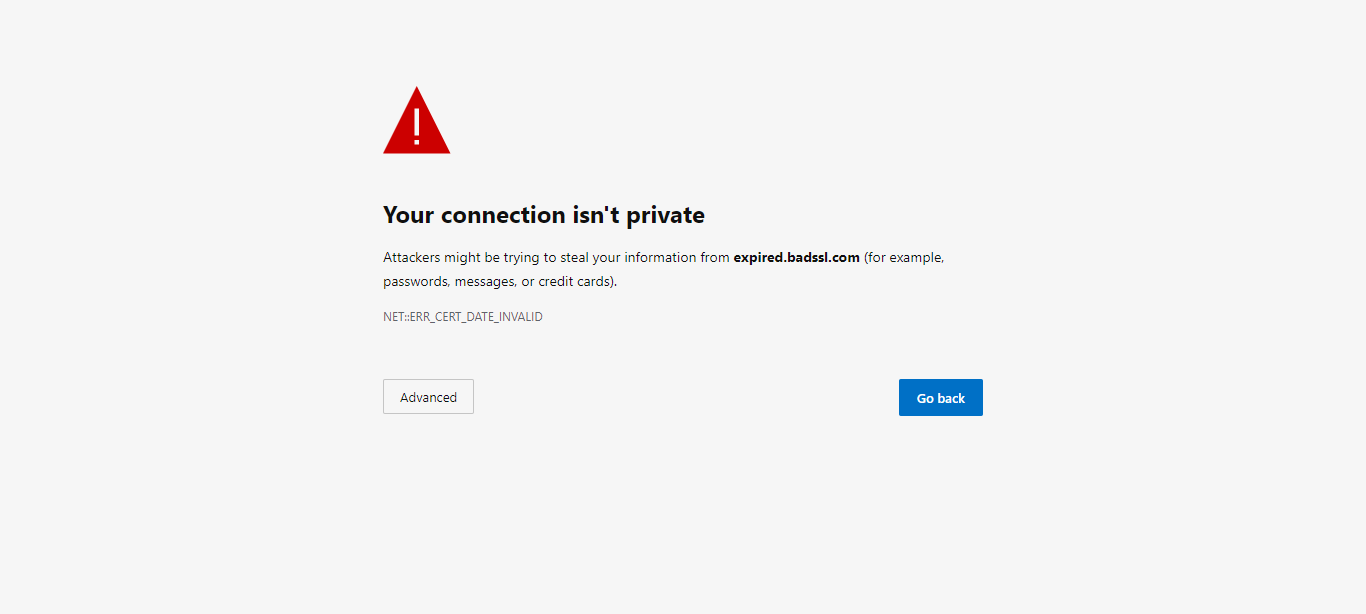 Your connection isn't private
Attackers might be trying to steal your information from expired.badssl.com (for example,
passwords, messages, or credit cards).
NET::ERR_CERT_DATE_INVALID
Advanced
Go back